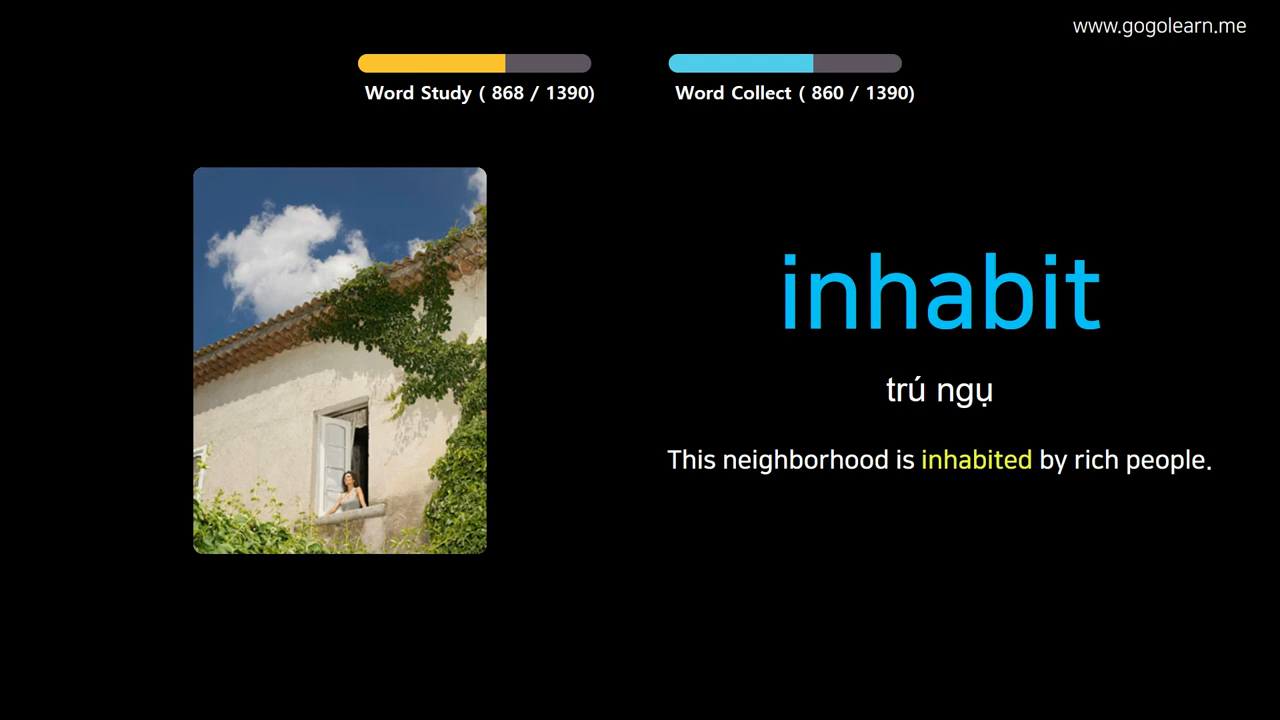 www.gogolearn.me
Word Study ( 868 / 1390)
Word Collect ( 860 / 1390)
inhabit
trú ngụ
This neighborhood is inhabited by rich people.